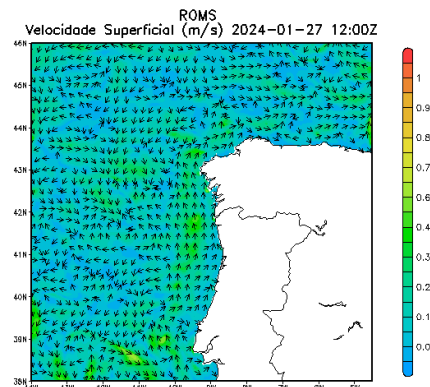 ROMS
Velocidade Superficial (m/s) 2024-01-27 12:00Z
46N
45N
44N
43N
42N
41N
40N
39N
38N
1
0.9
0.8
0.7
0.6
0.5
0.4
0.3
0.2
0.1
0.0